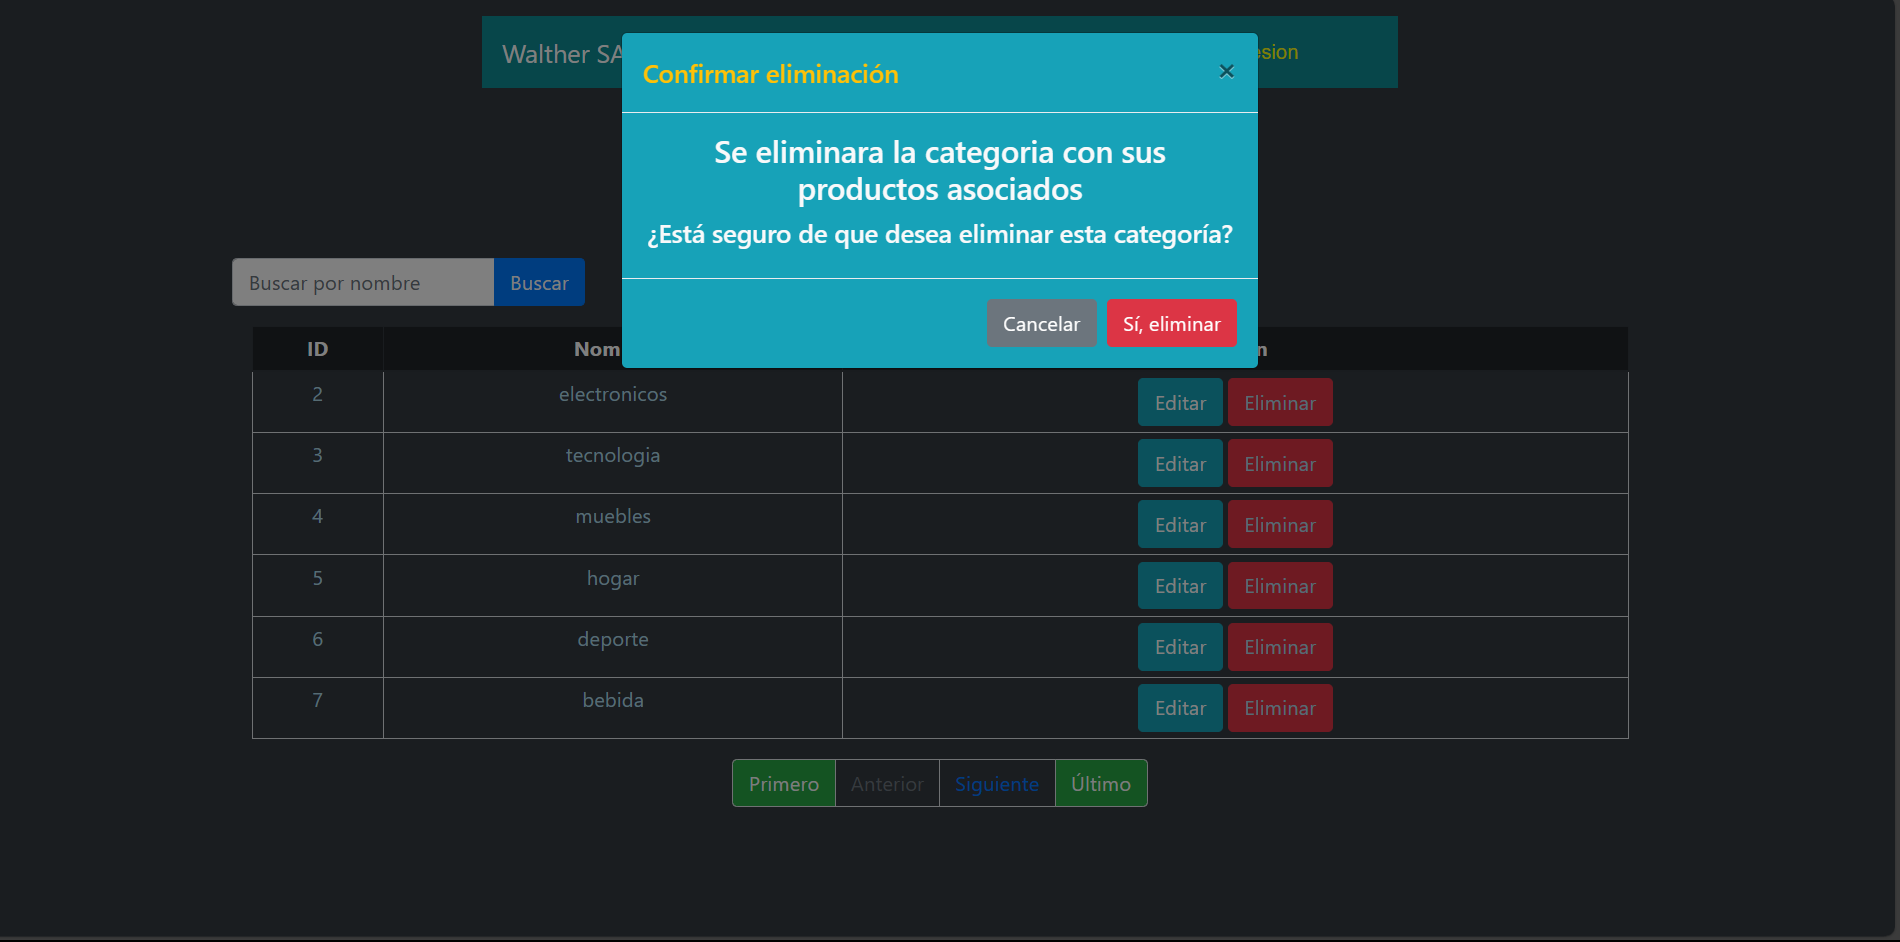 Walther SA
esion
Confirmar eliminación
×
Se eliminara la categoria con sus
productos asociados
¿Está seguro de que desea eliminar esta categoría?
Cancelar Sí, eliminar
Buscar por nombre Buscar
ID Nom n
2 electronicos Editar Eliminar
3 tecnologia Editar Eliminar
4 muebles Editar Eliminar
5 hogar Editar Eliminar
6 deporte Editar Eliminar
7 bebida Editar Eliminar
Primero Anterior Siguiente Último